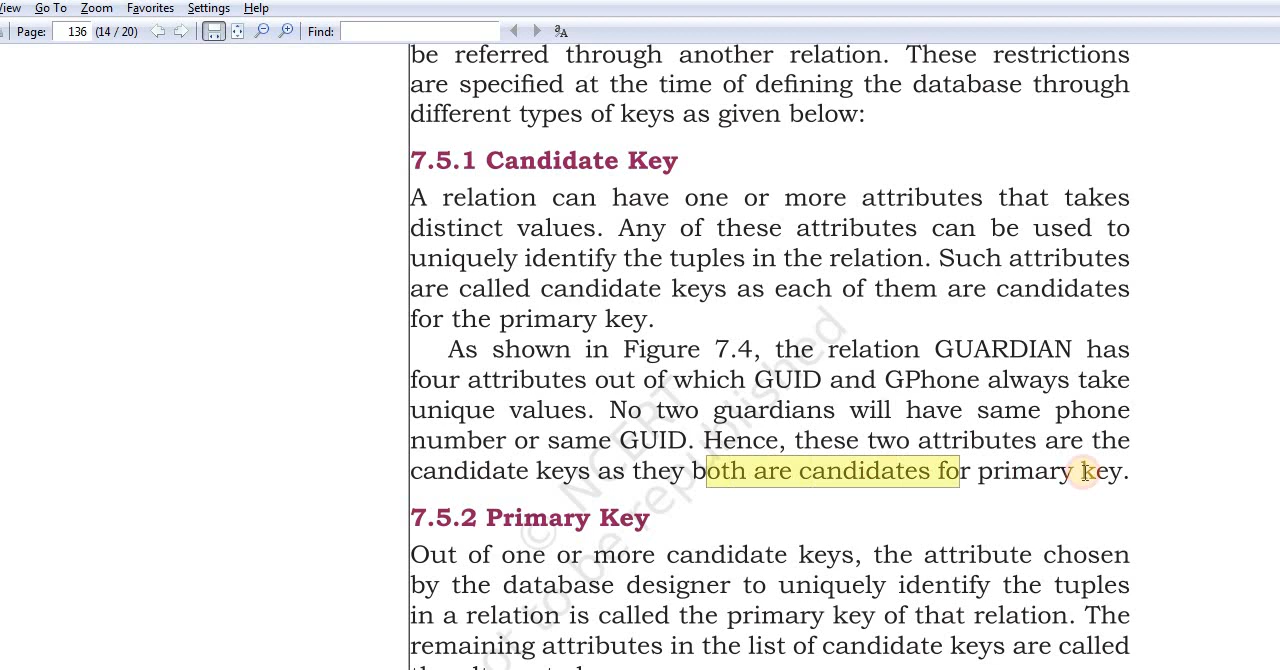 View Go To Zoom Favorites Settings Help
Page: 136 (14 / 20) Find:
be referred through another relation. These restrictions
are specified at the time of defining the database through
different types of keys as given below:
7.5.1 Candidate Key
A relation can have one or more attributes that takes
distinct values. Any of these attributes can be used to
uniquely identify the tuples in the relation. Such attributes
are called candidate keys as each of them are candidates
for the primary key.
As shown in Figure 7.4, the relation GUARDIAN has
four attributes out of which GUID and GPhone always take
unique values. No two guardians will have same phone
number or same GUID. Hence, these two attributes are the
candidate keys as they both are candidates for primary key.
7.5.2 Primary Key
Out of one or more candidate keys, the attribute chosen
by the database designer to uniquely identify the tuples
in a relation is called the primary key of that relation. The
remaining attributes in the list of candidate keys are called
© NCERT
not to be republished